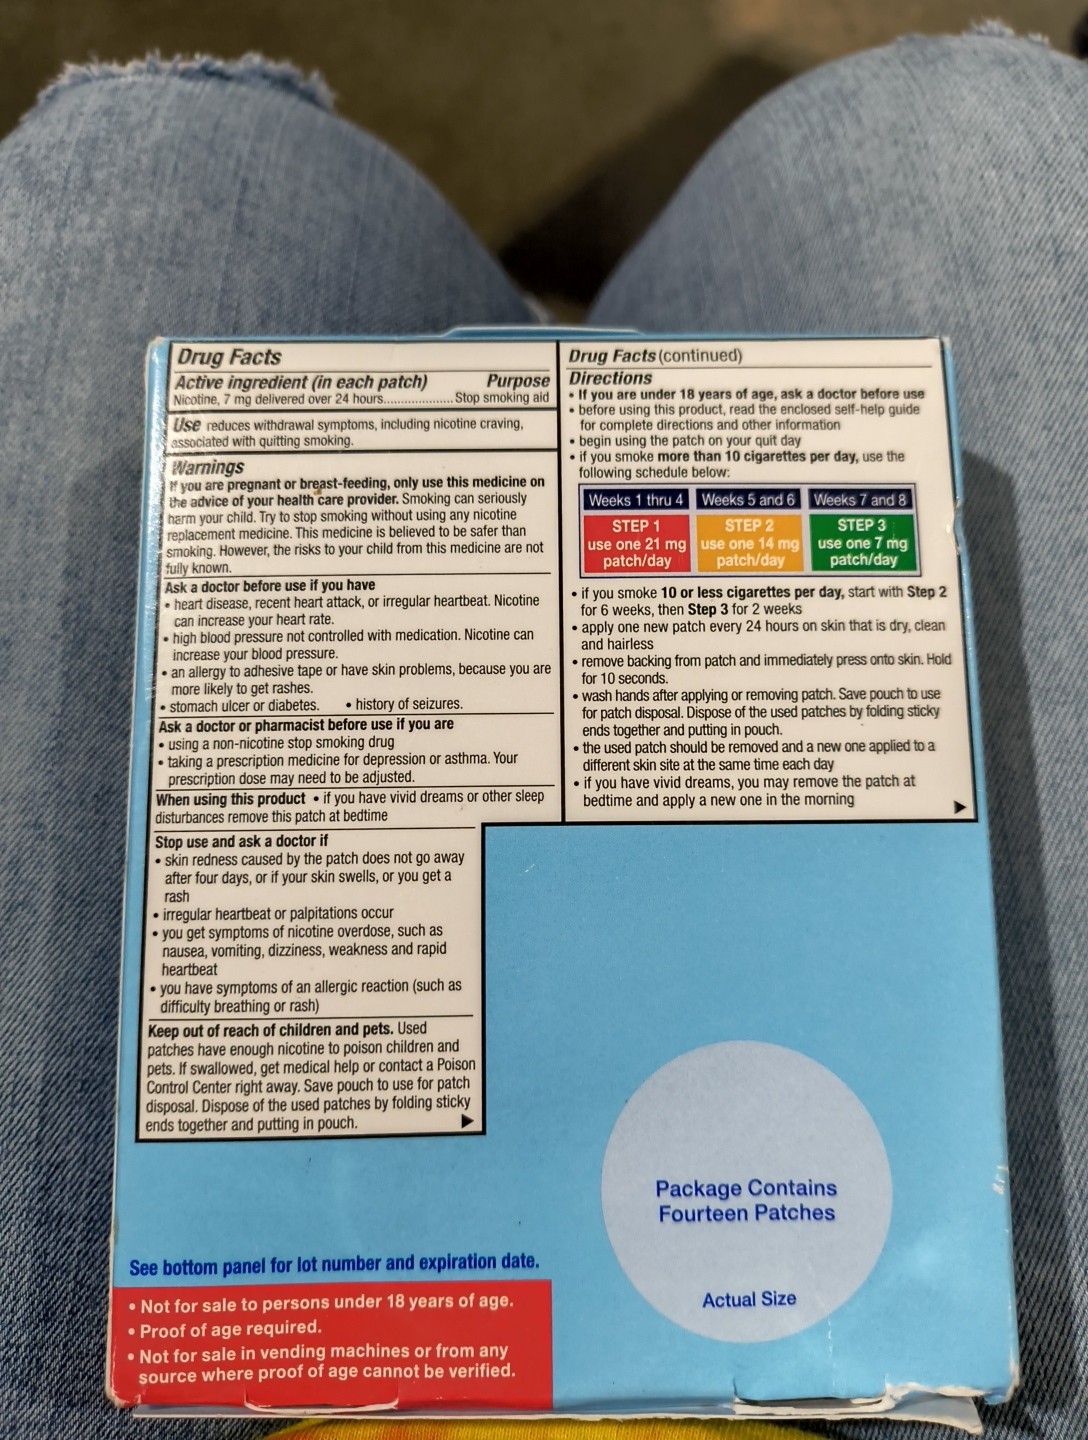 Drug Facts
Active ingredient (in each patch) Purpose
Nicotine, 7 mg delivered over 24 hours...................Stop smoking aid
Use reduces withdrawal symptoms, including nicotine craving,
associated with quitting smoking.
Warnings
If you are pregnant or breast-feeding, only use this medicine on
the advice of your health care provider. Smoking can seriously
harm your child. Try to stop smoking without using any nicotine
replacement medicine. This medicine is believed to be safer than
smoking. However, the risks to your child from this medicine are not
fully known.
Ask a doctor before use if you have
• heart disease, recent heart attack, or irregular heartbeat. Nicotine
can increase your heart rate.
• high blood pressure not controlled with medication. Nicotine can
increase your blood pressure.
• an allergy to adhesive tape or have skin problems, because you are
more likely to get rashes.
• stomach ulcer or diabetes. • history of seizures.
Ask a doctor or pharmacist before use if you are
• using a non-nicotine stop smoking drug
• taking a prescription medicine for depression or asthma. Your
prescription dose may need to be adjusted.
When using this product • if you have vivid dreams or other sleep
disturbances remove this patch at bedtime
Stop use and ask a doctor if
• skin redness caused by the patch does not go away
after four days, or if your skin swells, or you get a
rash
• irregular heartbeat or palpitations occur
• you get symptoms of nicotine overdose, such as
nausea, vomiting, dizziness, weakness and rapid
heartbeat
• you have symptoms of an allergic reaction (such as
difficulty breathing or rash)
Keep out of reach of children and pets. Used
patches have enough nicotine to poison children and
pets. If swallowed, get medical help or contact a Poison
Control Center right away. Save pouch to use for patch
disposal. Dispose of the used patches by folding sticky
ends together and putting in pouch.
Drug Facts (continued)
Directions
• If you are under 18 years of age, ask a doctor before use
• before using this product, read the enclosed self-help guide
for complete directions and other information
• begin using the patch on your quit day
• if you smoke more than 10 cigarettes per day, use the
following schedule below:
Weeks 1 thru 4 Weeks 5 and 6 Weeks 7 and 8
STEP 1 STEP 2 STEP 3
use one 21 mg use one 14 mg use one 7 mg
patch/day patch/day patch/day
• if you smoke 10 or less cigarettes per day, start with Step 2
for 6 weeks, then Step 3 for 2 weeks
• apply one new patch every 24 hours on skin that is dry, clean
and hairless
• remove backing from patch and immediately press onto skin. Hold
for 10 seconds.
• wash hands after applying or removing patch. Save pouch to use
for patch disposal. Dispose of the used patches by folding sticky
ends together and putting in pouch.
• the used patch should be removed and a new one applied to a
different skin site at the same time each day
• if you have vivid dreams, you may remove the patch at
bedtime and apply a new one in the morning
Package Contains
Fourteen Patches
Actual Size
See bottom panel for lot number and expiration date.
• Not for sale to persons under 18 years of age.
• Proof of age required.
• Not for sale in vending machines or from any
source where proof of age cannot be verified.